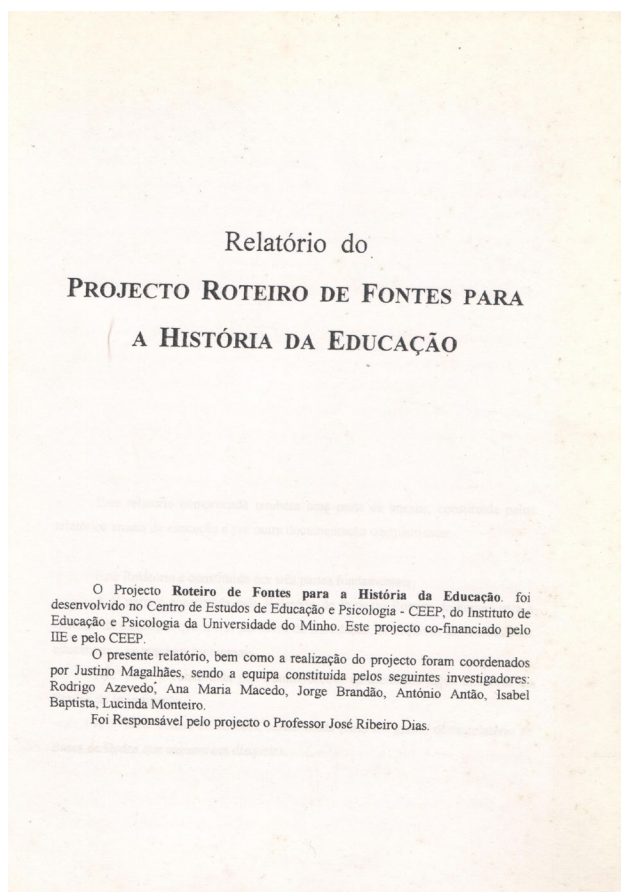 Relatório do
PROJECTO ROTEIRO DE FONTES PARA
A HISTÓRIA DA EDUCAÇÃO
O Projecto Roteiro de Fontes para a História da Educação. foi
desenvolvido no Centro de Estudos de Educação e Psicologia - CEEP, do Instituto de
Educação e Psicologia da Universidade do Minho. Este projecto co-financiado pelo
IIE e pelo CEEP.
O presente relatório, bem como a realização do projecto foram coordenados
por Justino Magalhães, sendo a equipa constituida pelos seguintes investigadores:
Rodrigo Azevedo, Ana Maria Macedo, Jorge Brandão, António Antão, Isabel
Baptista, Lucinda Monteiro.
Foi Responsável pelo projecto o Professor José Ribeiro Dias.